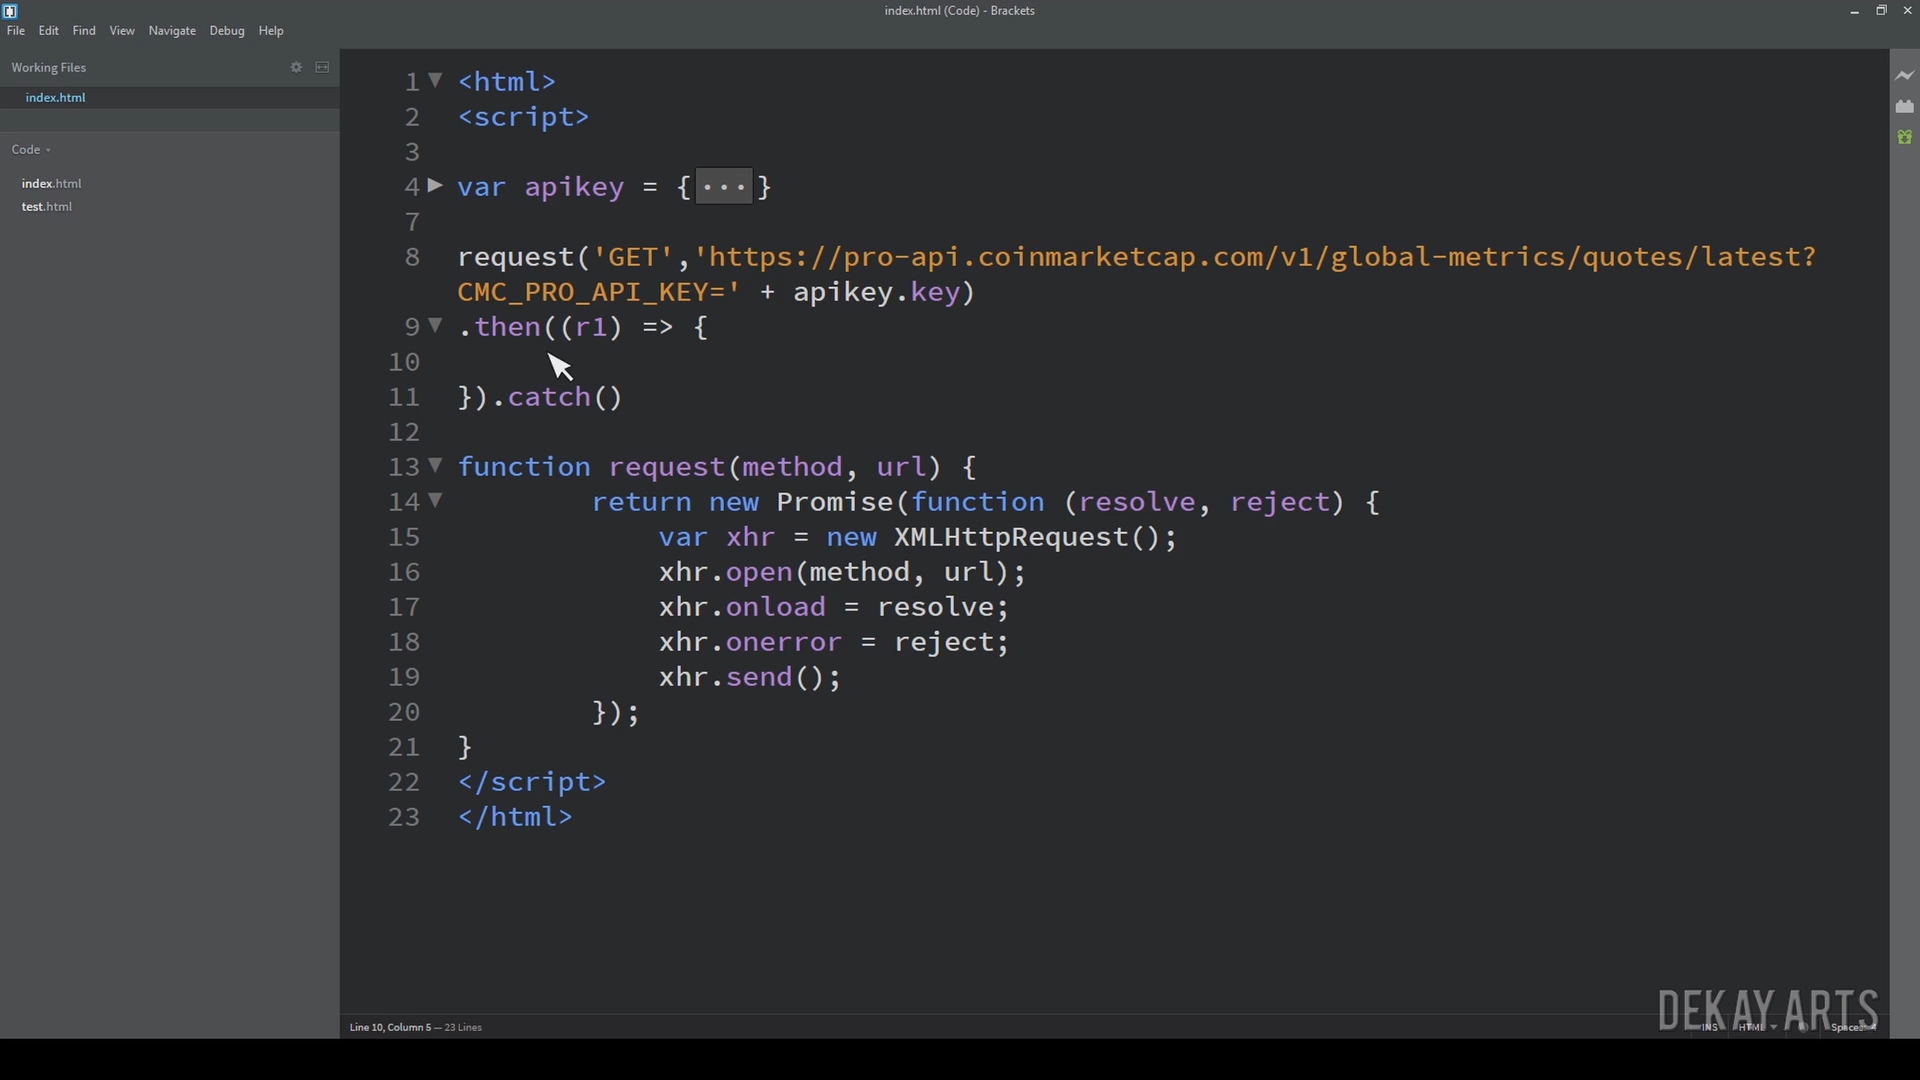 index.html (Code) - Brackets
File Edit Find View Navigate Debug Help
Working Files
index.html
Code
index.html
test.html
1 <html>
2 <script>
3
4 var apikey = {...}
7
8 request('GET','https://pro-api.coinmarketcap.com/v1/global-metrics/quotes/latest?
CMC_PRO_API_KEY=' + apikey.key)
9 .then((r1) => {
10
11 }).catch()
12
13 function request(method, url) {
14 return new Promise(function (resolve, reject) {
15 var xhr = new XMLHttpRequest();
16 xhr.open(method, url);
17 xhr.onload = resolve;
18 xhr.onerror = reject;
19 xhr.send();
20 });
21 }
22 </script>
23 </html>
DEKAY ARTS
Line 10, Column 5 — 23 Lines
INS HTML Spaces: 4